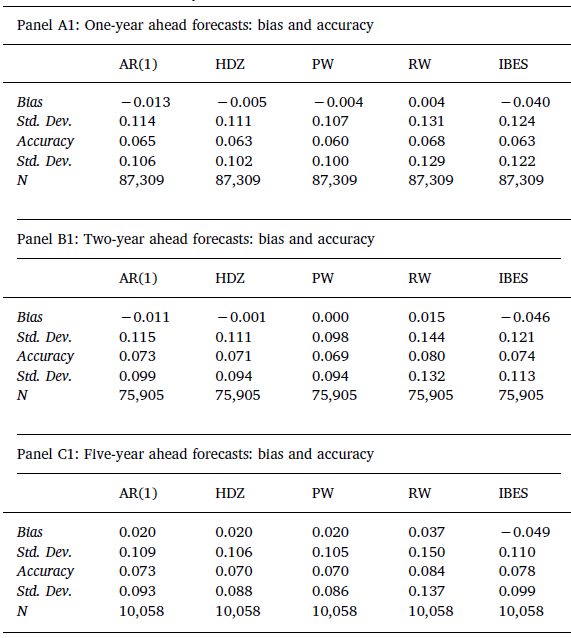 Panel A1: One-year ahead forecasts: bias and accuracy
AR(1) HDZ PW RW IBES
Bias −0.013 −0.005 −0.004 0.004 −0.040
Std. Dev. 0.114 0.111 0.107 0.131 0.124
Accuracy 0.065 0.063 0.060 0.068 0.063
Std. Dev. 0.106 0.102 0.100 0.129 0.122
N 87,309 87,309 87,309 87,309 87,309
Panel B1: Two-year ahead forecasts: bias and accuracy
AR(1) HDZ PW RW IBES
Bias −0.011 −0.001 0.000 0.015 −0.046
Std. Dev. 0.115 0.111 0.098 0.144 0.121
Accuracy 0.073 0.071 0.069 0.080 0.074
Std. Dev. 0.099 0.094 0.094 0.132 0.113
N 75,905 75,905 75,905 75,905 75,905
Panel C1: Five-year ahead forecasts: bias and accuracy
AR(1) HDZ PW RW IBES
Bias 0.020 0.020 0.020 0.037 −0.049
Std. Dev. 0.109 0.106 0.105 0.150 0.110
Accuracy 0.073 0.070 0.070 0.084 0.078
Std. Dev. 0.093 0.088 0.086 0.137 0.099
N 10,058 10,058 10,058 10,058 10,058